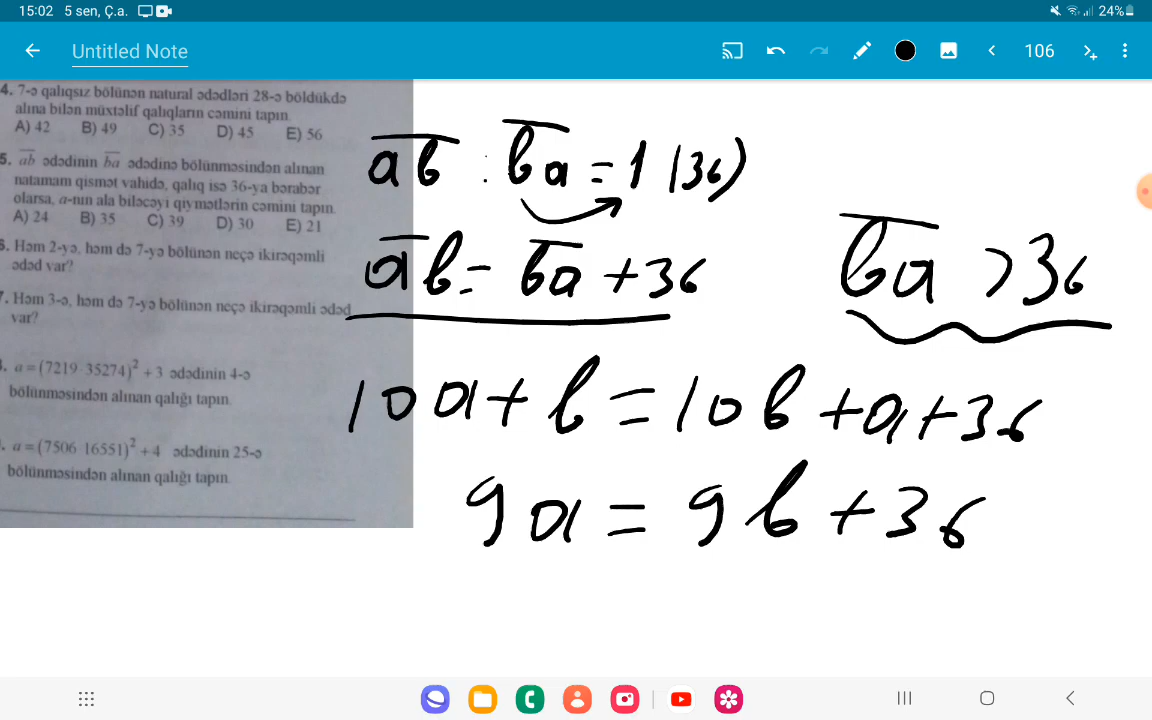 15:02 5 sen, Ç.a. 24%
Untitled Note 106
4. 7-ə qalıqsız bölünən natural ədədləri 28-ə böldükdə
alına bilən müxtəlif qalıqların cəmini tapın.
A) 42 B) 49 C) 35 D) 45 E) 56
5. ab ədədinin ba ədədinə bölünməsindən alınan
natamam qismət vahidə, qalıq isə 36-ya bərabər
olarsa, a-nın ala biləcəyi qiymətlərin cəmini tapın.
A) 24 B) 35 C) 39 D) 30 E) 21
6. Həm 2-yə, həm də 7-yə bölünən neçə ikirəqəmli
ədəd var?
7. Həm 3-ə, həm də 7-yə bölünən neçə ikirəqəmli ədəd
var?
. a = (7219·35274)² + 3 ədədinin 4-ə
bölünməsindən alınan qalığı tapın.
. a = (7506·16551)² + 4 ədədinin 25-ə
bölünməsindən alınan qalığı tapın.
ab : ba = 1 (36)
ab = ba + 36
ba > 36
10a + b = 10b + a + 36
9a = 9b + 36